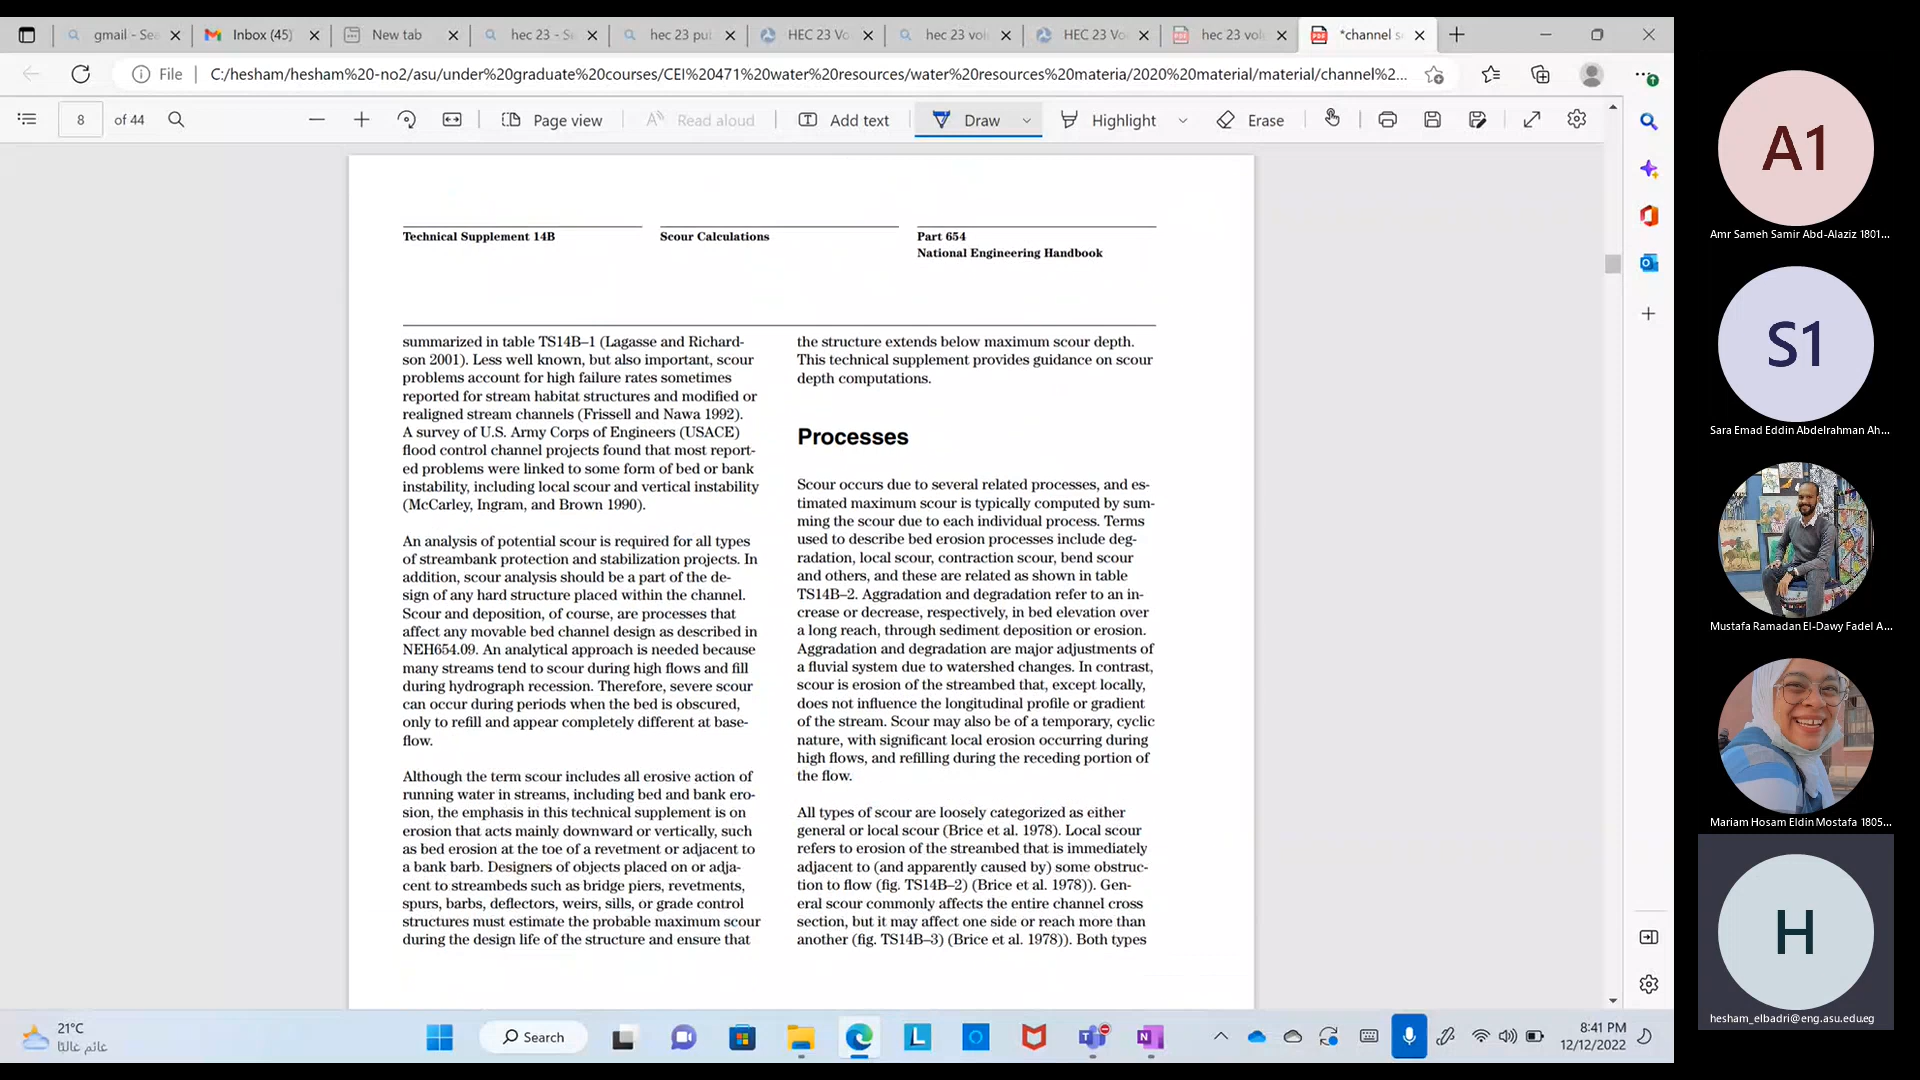 gmail - Sea
Inbox (45)
New tab
hec 23 - Se
hec 23 pu
HEC 23 Vo
hec 23 vol
HEC 23 Vo
hec 23 vol
*channel s
File
C:/hesham/hesham%20-no2/asu/under%20graduate%20courses/CEI%20471%20water%20resources/water%20resources%20materia/2020%20material/material/channel%2...
8 of 44
Page view
Read aloud
Add text
Draw
Highlight
Erase
Technical Supplement 14B
Scour Calculations
Part 654
National Engineering Handbook
summarized in table TS14B–1 (Lagasse and Richard-
son 2001). Less well known, but also important, scour
problems account for high failure rates sometimes
reported for stream habitat structures and modified or
realigned stream channels (Frissell and Nawa 1992).
A survey of U.S. Army Corps of Engineers (USACE)
flood control channel projects found that most report-
ed problems were linked to some form of bed or bank
instability, including local scour and vertical instability
(McCarley, Ingram, and Brown 1990).
An analysis of potential scour is required for all types
of streambank protection and stabilization projects. In
addition, scour analysis should be a part of the de-
sign of any hard structure placed within the channel.
Scour and deposition, of course, are processes that
affect any movable bed channel design as described in
NEH654.09. An analytical approach is needed because
many streams tend to scour during high flows and fill
during hydrograph recession. Therefore, severe scour
can occur during periods when the bed is obscured,
only to refill and appear completely different at base-
flow.
Although the term scour includes all erosive action of
running water in streams, including bed and bank ero-
sion, the emphasis in this technical supplement is on
erosion that acts mainly downward or vertically, such
as bed erosion at the toe of a revetment or adjacent to
a bank barb. Designers of objects placed on or adja-
cent to streambeds such as bridge piers, revetments,
spurs, barbs, deflectors, weirs, sills, or grade control
structures must estimate the probable maximum scour
during the design life of the structure and ensure that
the structure extends below maximum scour depth.
This technical supplement provides guidance on scour
depth computations.
Processes
Scour occurs due to several related processes, and es-
timated maximum scour is typically computed by sum-
ming the scour due to each individual process. Terms
used to describe bed erosion processes include deg-
radation, local scour, contraction scour, bend scour
and others, and these are related as shown in table
TS14B–2. Aggradation and degradation refer to an in-
crease or decrease, respectively, in bed elevation over
a long reach, through sediment deposition or erosion.
Aggradation and degradation are major adjustments of
a fluvial system due to watershed changes. In contrast,
scour is erosion of the streambed that, except locally,
does not influence the longitudinal profile or gradient
of the stream. Scour may also be of a temporary, cyclic
nature, with significant local erosion occurring during
high flows, and refilling during the receding portion of
the flow.
All types of scour are loosely categorized as either
general or local scour (Brice et al. 1978). Local scour
refers to erosion of the streambed that is immediately
adjacent to (and apparently caused by) some obstruc-
tion to flow (fig. TS14B–2) (Brice et al. 1978)). Gen-
eral scour commonly affects the entire channel cross
section, but it may affect one side or reach more than
another (fig. TS14B–3) (Brice et al. 1978)). Both types
A1
Amr Sameh Samir Abd-Alaziz 1801...
S1
Sara Emad Eddin Abdelrahman Ah...
Mustafa Ramadan El-Dawy Fadel A...
Mariam Hosam Eldin Mostafa 1805...
H
hesham_elbadri@eng.asu.edu.eg
21°C
غائم غالبًا
Search
8:41 PM
12/12/2022